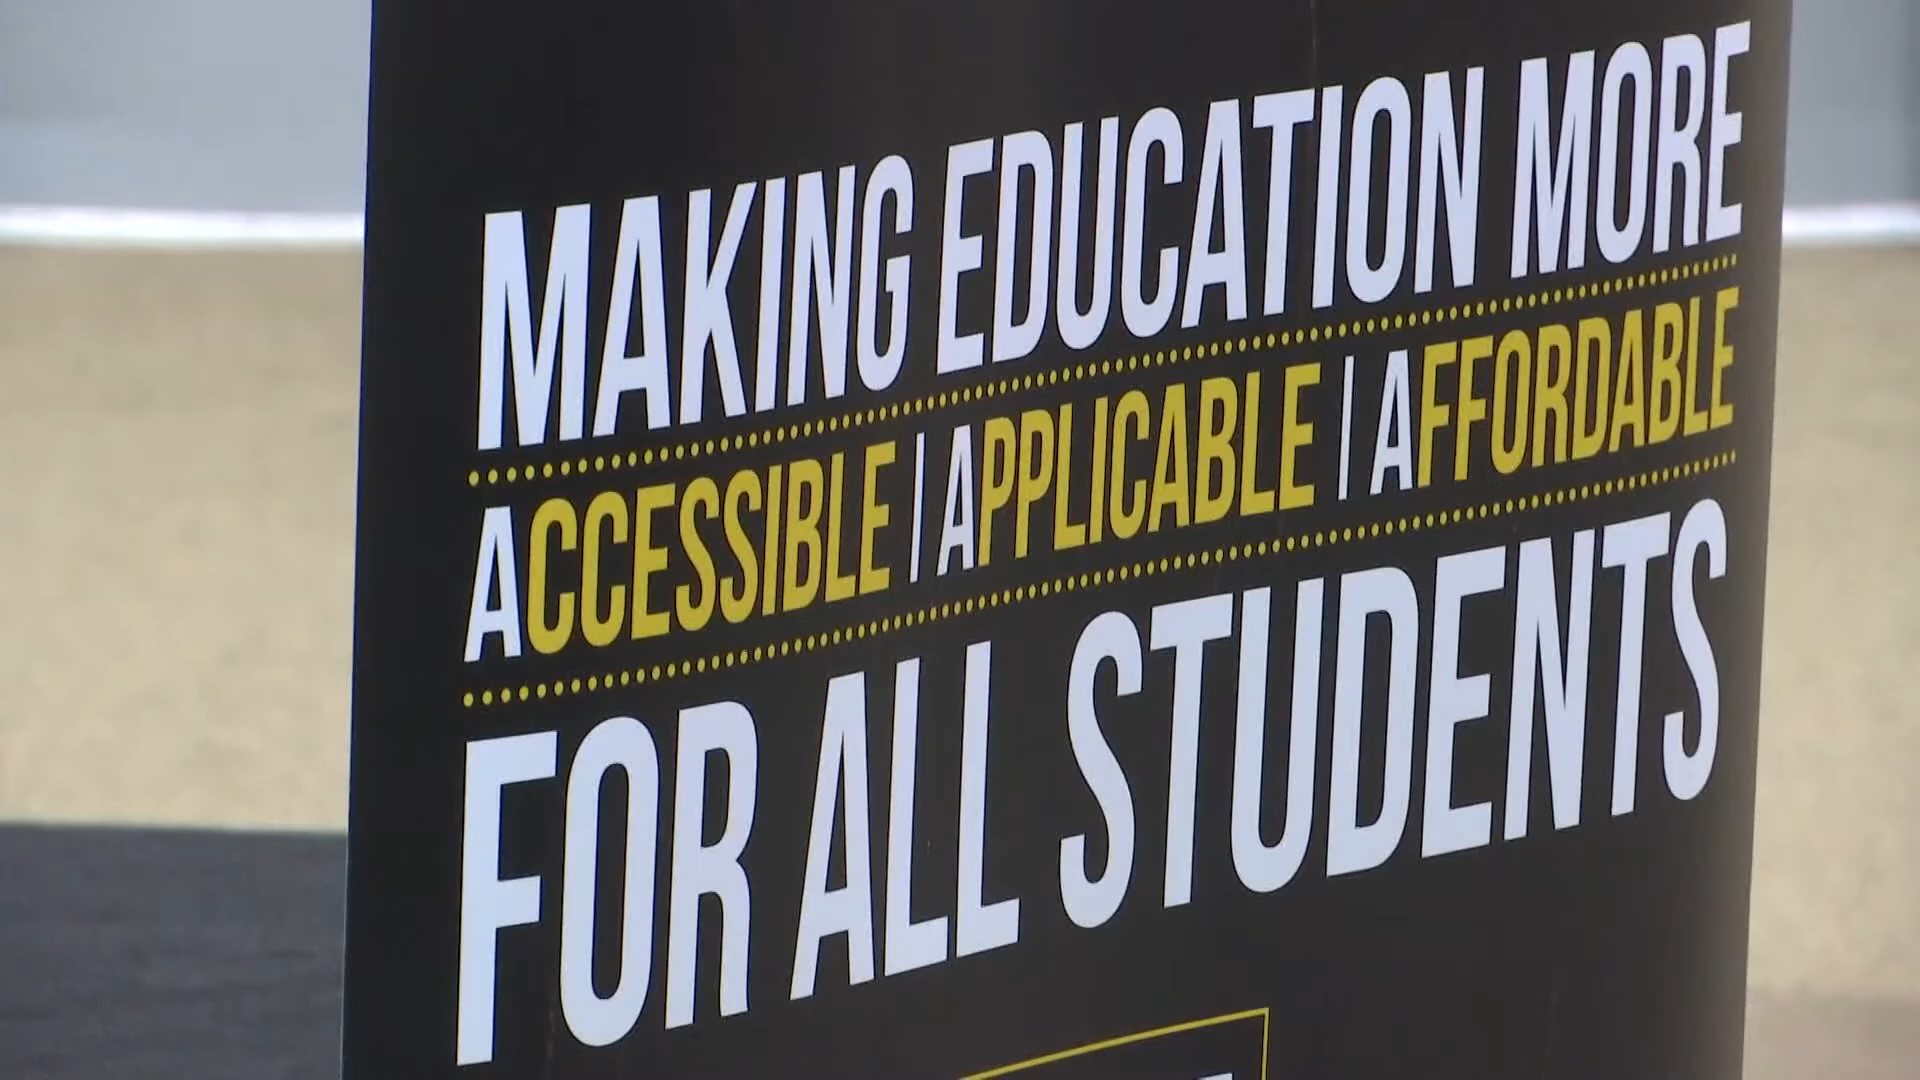 MAKING EDUCATION MORE
ACCESSIBLE | APPLICABLE | AFFORDABLE
FOR ALL STUDENTS